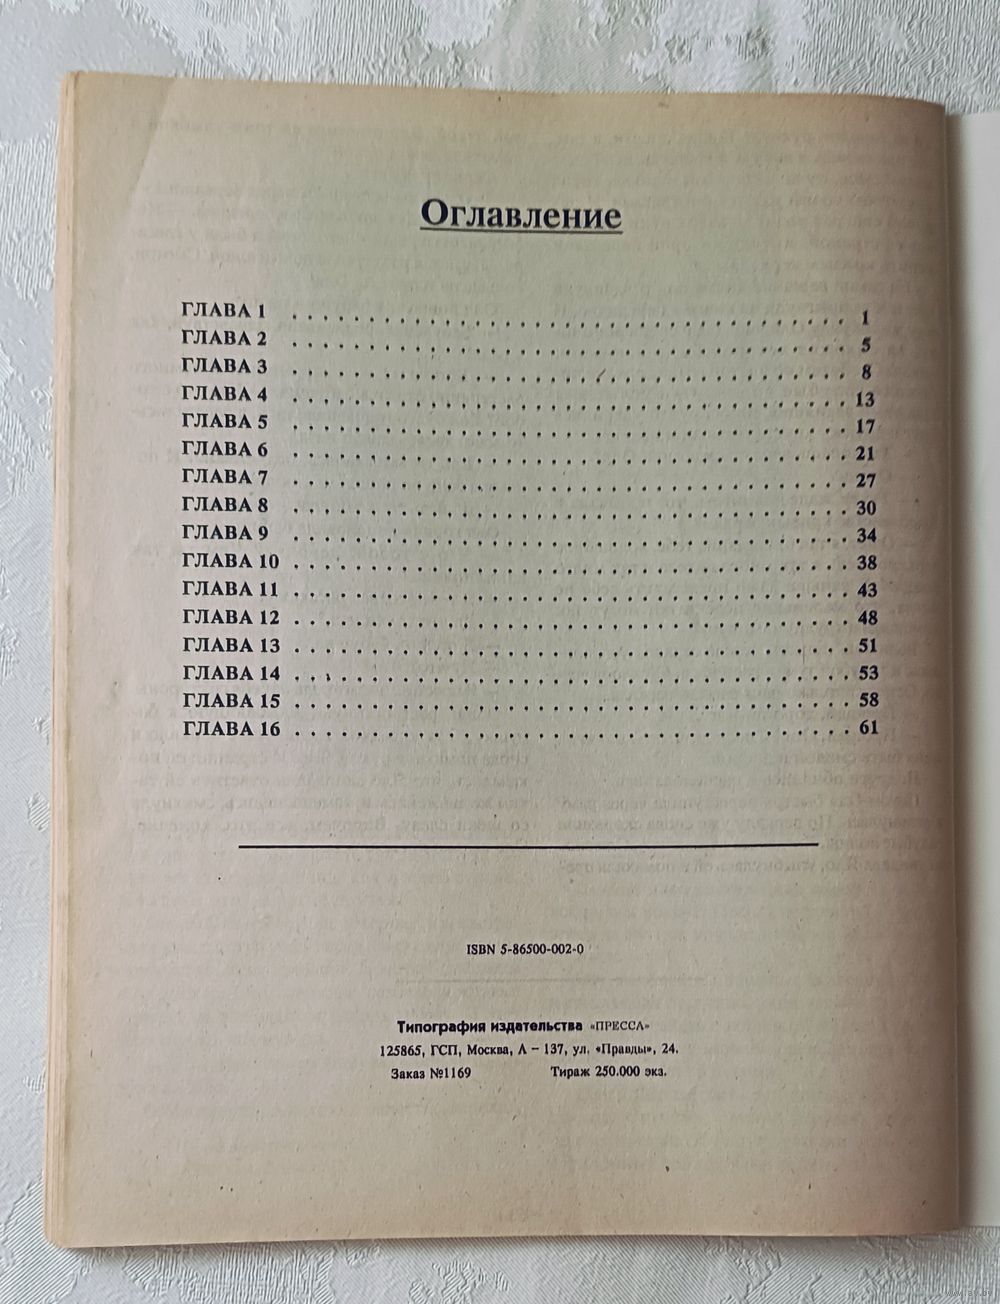 Оглавление
ГЛАВА 1 . . . . . . . . . . . . . . . . . . . . . . . . . . . . . . . . . . . . 1
ГЛАВА 2 . . . . . . . . . . . . . . . . . . . . . . . . . . . . . . . . . . . . 5
ГЛАВА 3 . . . . . . . . . . . . . . . . . . . . . . . . . . . . . . . . . . . . 8
ГЛАВА 4 . . . . . . . . . . . . . . . . . . . . . . . . . . . . . . . . . . . . 13
ГЛАВА 5 . . . . . . . . . . . . . . . . . . . . . . . . . . . . . . . . . . . . 17
ГЛАВА 6 . . . . . . . . . . . . . . . . . . . . . . . . . . . . . . . . . . . . 21
ГЛАВА 7 . . . . . . . . . . . . . . . . . . . . . . . . . . . . . . . . . . . . 27
ГЛАВА 8 . . . . . . . . . . . . . . . . . . . . . . . . . . . . . . . . . . . . 30
ГЛАВА 9 . . . . . . . . . . . . . . . . . . . . . . . . . . . . . . . . . . . . 34
ГЛАВА 10 . . . . . . . . . . . . . . . . . . . . . . . . . . . . . . . . . . . . 38
ГЛАВА 11 . . . . . . . . . . . . . . . . . . . . . . . . . . . . . . . . . . . . 43
ГЛАВА 12 . . . . . . . . . . . . . . . . . . . . . . . . . . . . . . . . . . . . 48
ГЛАВА 13 . . . . . . . . . . . . . . . . . . . . . . . . . . . . . . . . . . . . 51
ГЛАВА 14 . . . . . . . . . . . . . . . . . . . . . . . . . . . . . . . . . . . . 53
ГЛАВА 15 . . . . . . . . . . . . . . . . . . . . . . . . . . . . . . . . . . . . 58
ГЛАВА 16 . . . . . . . . . . . . . . . . . . . . . . . . . . . . . . . . . . . . 61
ISBN 5-86500-002-0
Типография издательства «ПРЕССА»
125865, ГСП, Москва, А – 137, ул. «Правды», 24.
Заказ №1169 Тираж 250.000 экз.